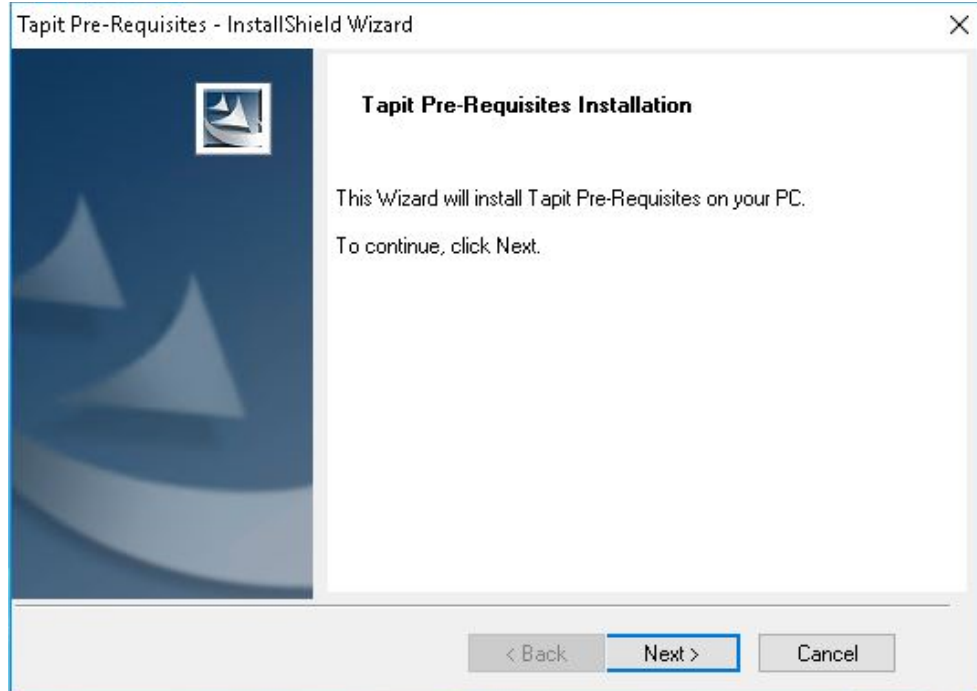 Tapit Pre-Requisites - InstallShield Wizard
Tapit Pre-Requisites Installation
This Wizard will install Tapit Pre-Requisites on your PC.
To continue, click Next.
< Back
Next >
Cancel